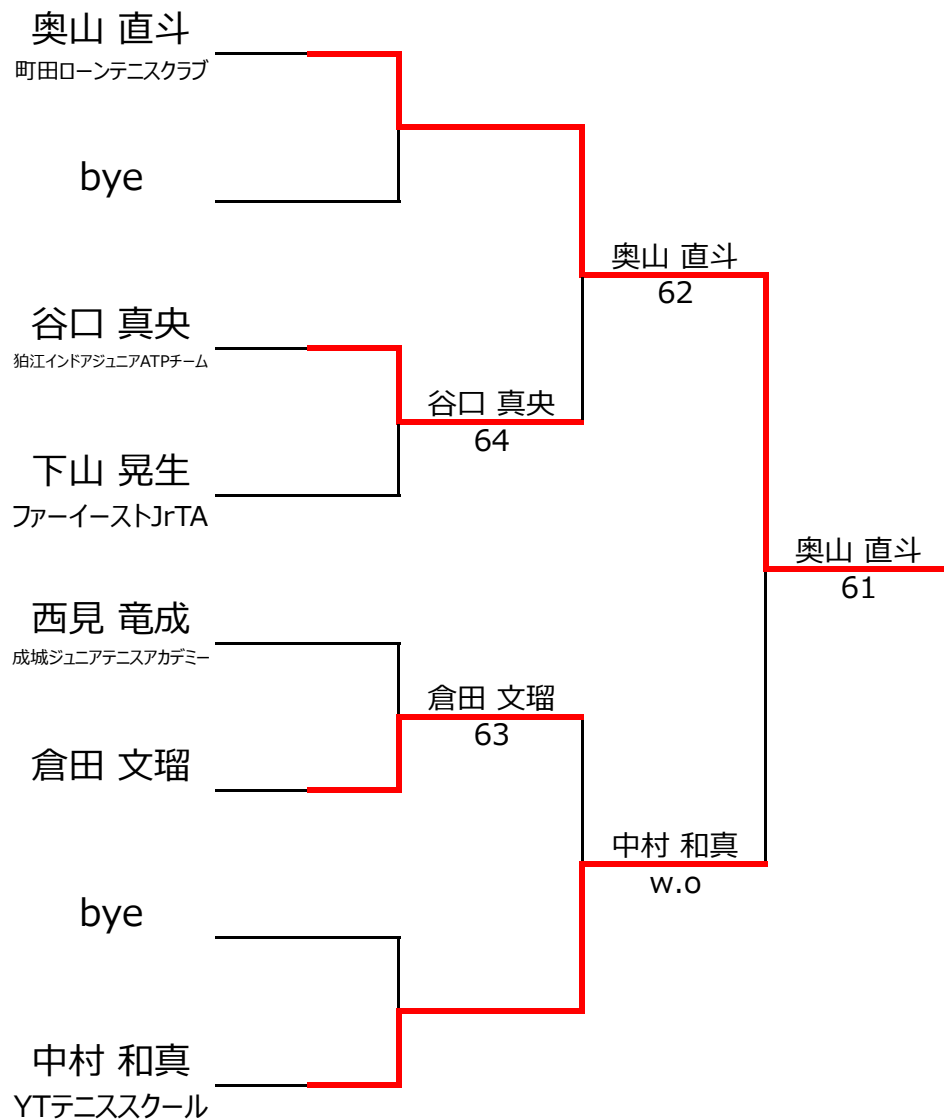 奥山 直斗
町田ローンテニスクラブ
bye
谷口 真央
狛江インドアジュニアATPチーム
下山 晃生
ファーイーストJrTA
西見 竜成
成城ジュニアテニスアカデミー
倉田 文瑠
bye
中村 和真
YTテニススクール
谷口 真央
64
倉田 文瑠
63
奥山 直斗
62
中村 和真
w.o
奥山 直斗
61